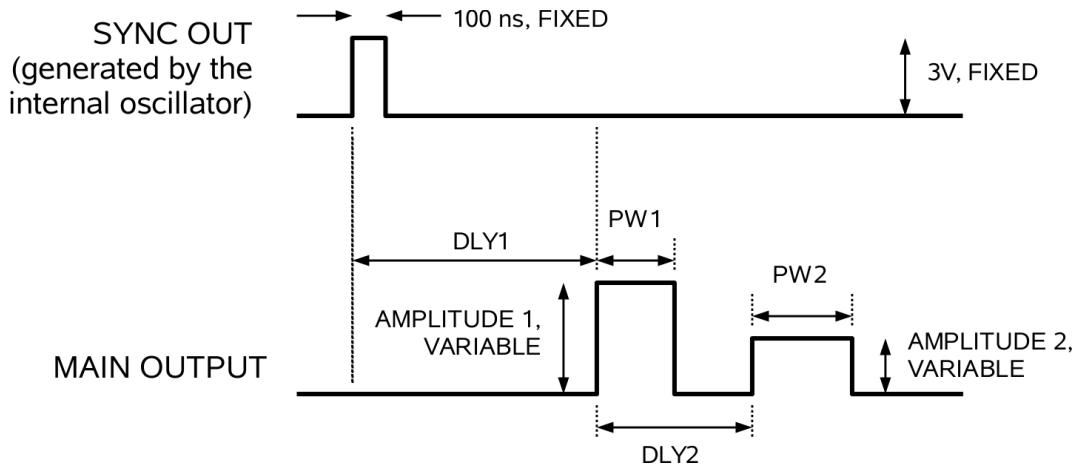 100 ns, FIXED
SYNC OUT
(generated by the
internal oscillator)
3V, FIXED
PW1
DLY1
PW2
AMPLITUDE 1,
VARIABLE
AMPLITUDE 2,
VARIABLE
MAIN OUTPUT
DLY2